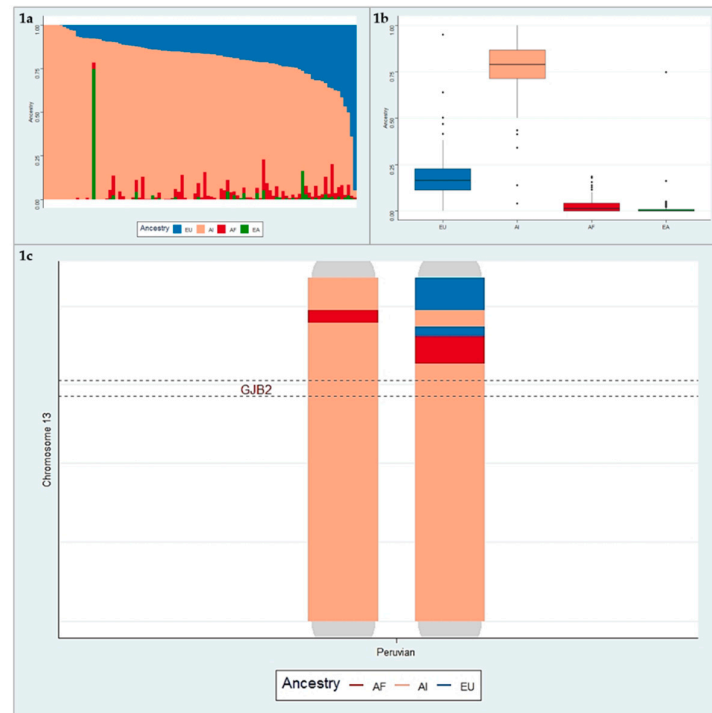 1a
1.00
0.75
0.50
0.25
0.00
Ancestry
Ancestry EU AI AF EA
1b
1.00
0.75
0.50
0.25
0.00
Ancestry
EU AI AF EA
1c
GJB2
Chromosome 13
Peruvian
Ancestry AF AI EU